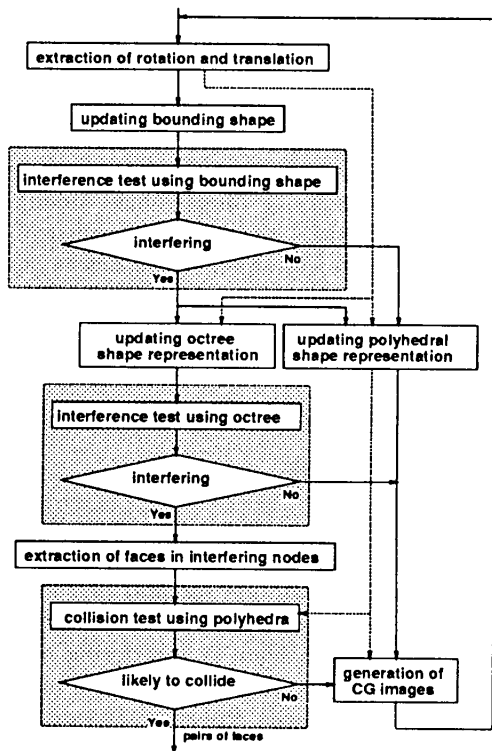 extraction of rotation and translation
updating bounding shape
interference test using bounding shape
interfering
No
Yes
updating octree
shape representation
updating polyhedral
shape representation
interference test using octree
interfering
No
Yes
extraction of faces in interfering nodes
collision test using polyhedra
likely to collide
No
generation of
CG images
Yes
pairs of faces